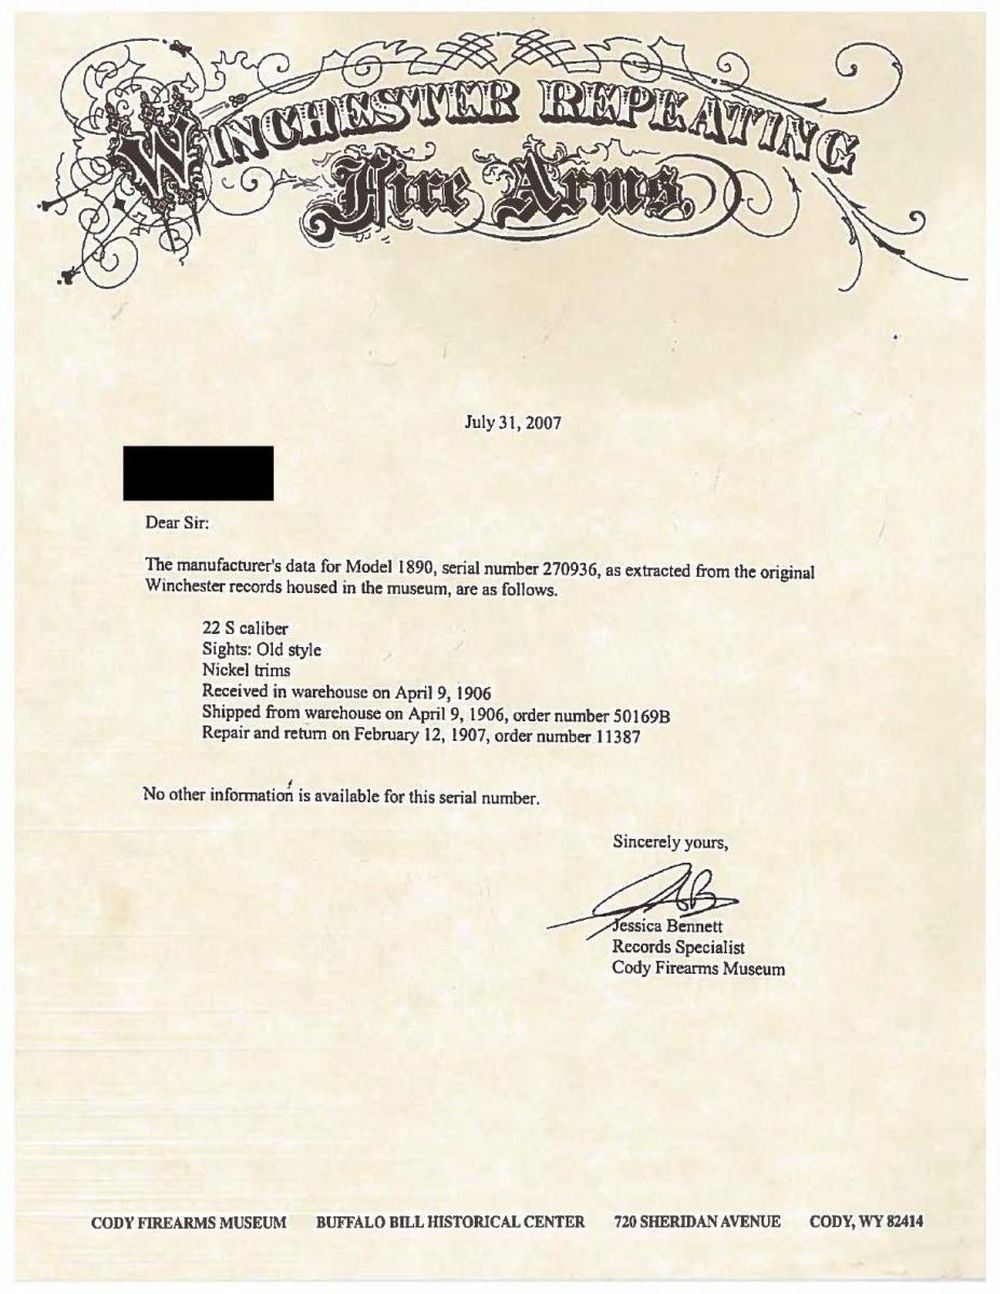 WINCHESTER REPEATING
Fire Arms,
July 31, 2007
Dear Sir:
The manufacturer's data for Model 1890, serial number 270936, as extracted from the original
Winchester records housed in the museum, are as follows.
22 S caliber
Sights: Old style
Nickel trims
Received in warehouse on April 9, 1906
Shipped from warehouse on April 9, 1906, order number 50169B
Repair and return on February 12, 1907, order number 11387
No other information is available for this serial number.
Sincerely yours,
JB
Jessica Bennett
Records Specialist
Cody Firearms Museum
CODY FIREARMS MUSEUM BUFFALO BILL HISTORICAL CENTER 720 SHERIDAN AVENUE CODY, WY 82414